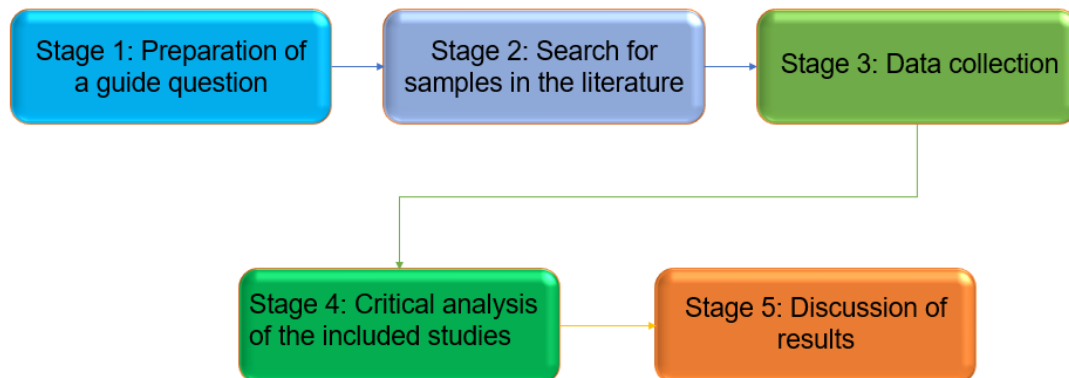 Stage 1: Preparation of
a guide question
Stage 2: Search for
samples in the literature
Stage 3: Data collection
Stage 4: Critical analysis
of the included studies
Stage 5: Discussion of
results